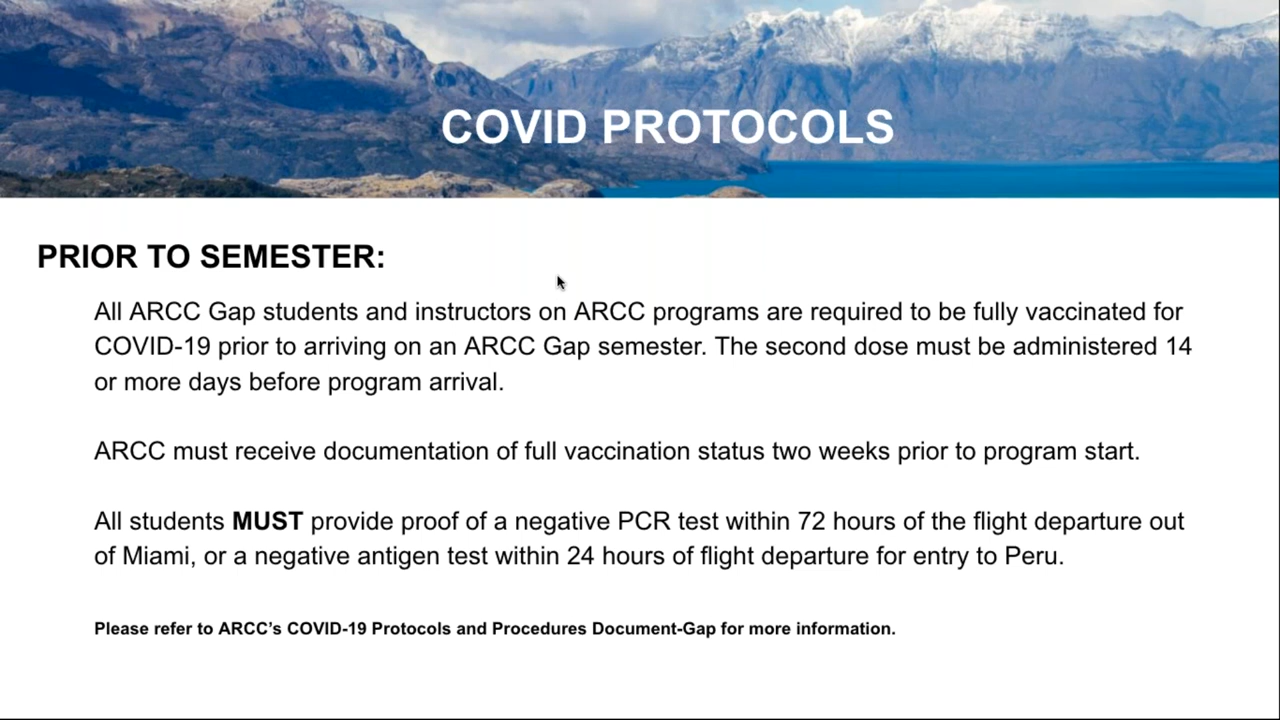 COVID PROTOCOLS
PRIOR TO SEMESTER:
All ARCC Gap students and instructors on ARCC programs are required to be fully vaccinated for
COVID-19 prior to arriving on an ARCC Gap semester. The second dose must be administered 14
or more days before program arrival.
ARCC must receive documentation of full vaccination status two weeks prior to program start.
All students MUST provide proof of a negative PCR test within 72 hours of the flight departure out
of Miami, or a negative antigen test within 24 hours of flight departure for entry to Peru.
Please refer to ARCC’s COVID-19 Protocols and Procedures Document-Gap for more information.